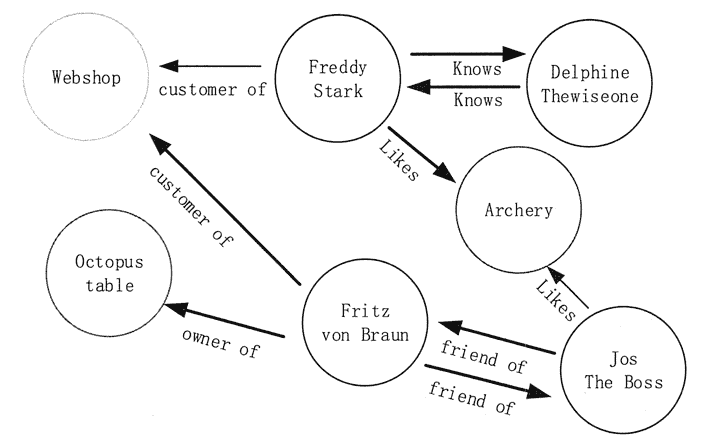 Webshop
customer of
Freddy
Stark
Knows
Knows
Delphine
Thewiseone
Likes
Archery
customer of
Octopus
table
owner of
Fritz
von Braun
Likes
friend of
friend of
Jos
The Boss